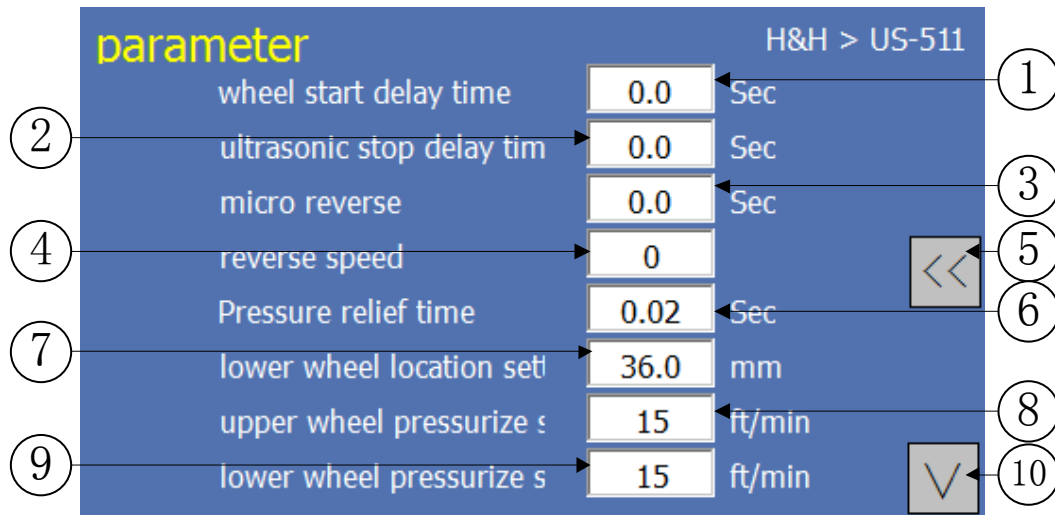 parameter
H&H > US-511
wheel start delay time 0.0 Sec 1
2 ultrasonic stop delay tim 0.0 Sec
micro reverse 0.0 Sec 3
4 reverse speed 0 << 5
Pressure relief time 0.02 Sec 6
7 lower wheel location sett 36.0 mm
upper wheel pressurize s 15 ft/min 8
9 lower wheel pressurize s 15 ft/min V 10